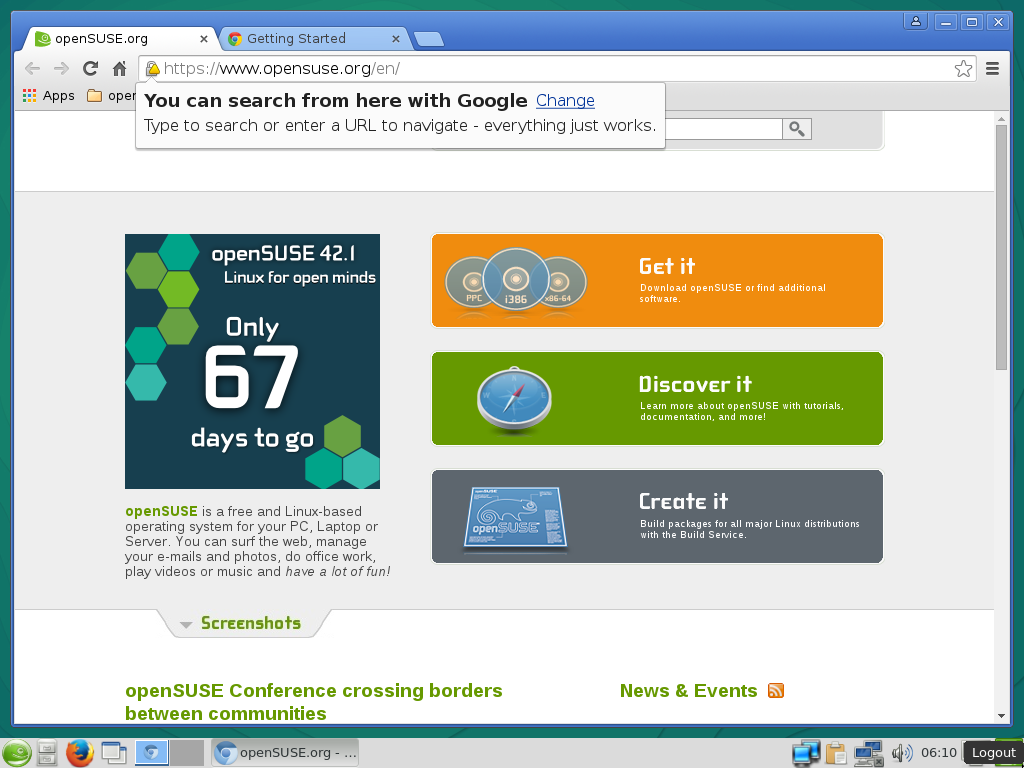 openSUSE.org
Getting Started
https://www.opensuse.org/en/
Apps
oper
You can search from here with Google Change
Type to search or enter a URL to navigate - everything just works.
openSUSE 42.1
Linux for open minds
Only
67
days to go
PPC
i386
x86-64
Get it
Download openSUSE or find additional
software.
Discover it
Learn more about openSUSE with tutorials,
documentation, and more!
openSUSE
Create it
Build packages for all major Linux distributions
with the Build Service.
openSUSE is a free and Linux-based
operating system for your PC, Laptop or
Server. You can surf the web, manage
your e-mails and photos, do office work,
play videos or music and have a lot of fun!
Screenshots
openSUSE Conference crossing borders
between communities
News & Events
openSUSE.org - ...
06:10
Logout